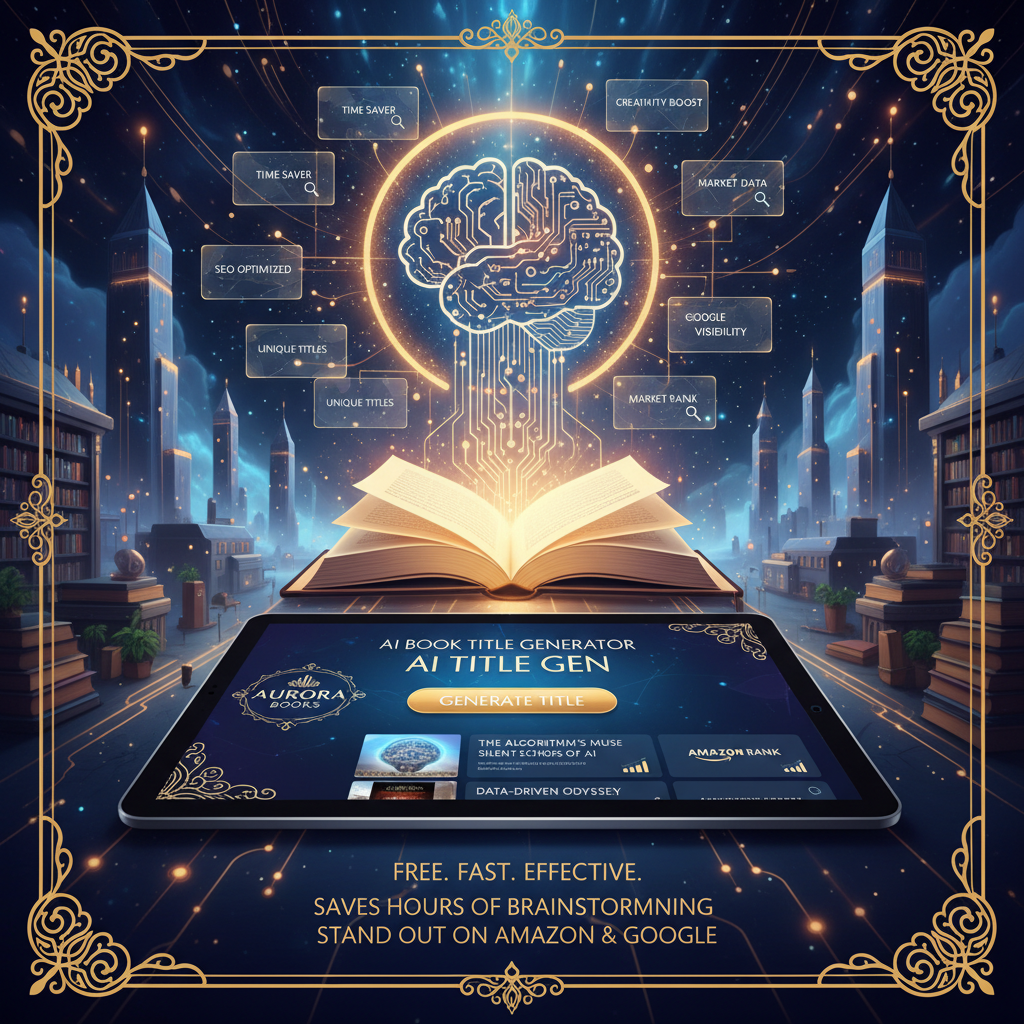 TIME SAVER
CREATIVITY BOOST
TIME SAVER
MARKET DATA
SEO OPTIMIZED
GOOGLE
VISIBILITY
UNIQUE TITLES
UNIQUE TITLES
MARKET RANK
AI BOOK TITLE GENERATOR
AI TITLE GEN
AURORA
BOOKS
GENERATE TITLE
THE ALGORITHM'S MUSE
SILENT OF AI
AMAZON RANK
DATA-DRIVEN ODYSSEY
FREE. FAST. EFFECTIVE.
SAVES HOURS OF BRAINSTORMNING
STAND OUT ON AMAZON & GOOGLE